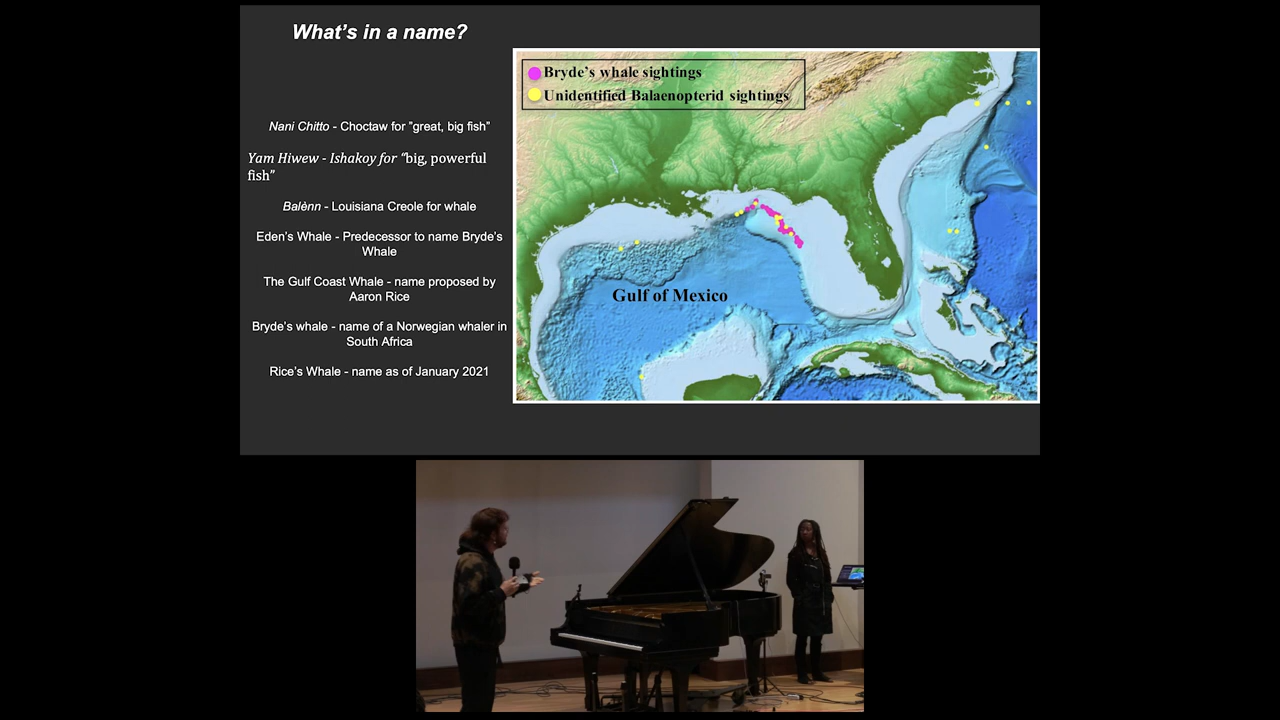 What's in a name?
Nani Chitto - Choctaw for "great, big fish"
Yam Hiwew - Ishakoy for "big, powerful
fish"
Balènn - Louisiana Creole for whale
Eden's Whale - Predecessor to name Bryde's
Whale
The Gulf Coast Whale - name proposed by
Aaron Rice
Bryde's whale - name of a Norwegian whaler in
South Africa
Rice's Whale - name as of January 2021
Bryde's whale sightings
Unidentified Balaenopterid sightings
Gulf of Mexico